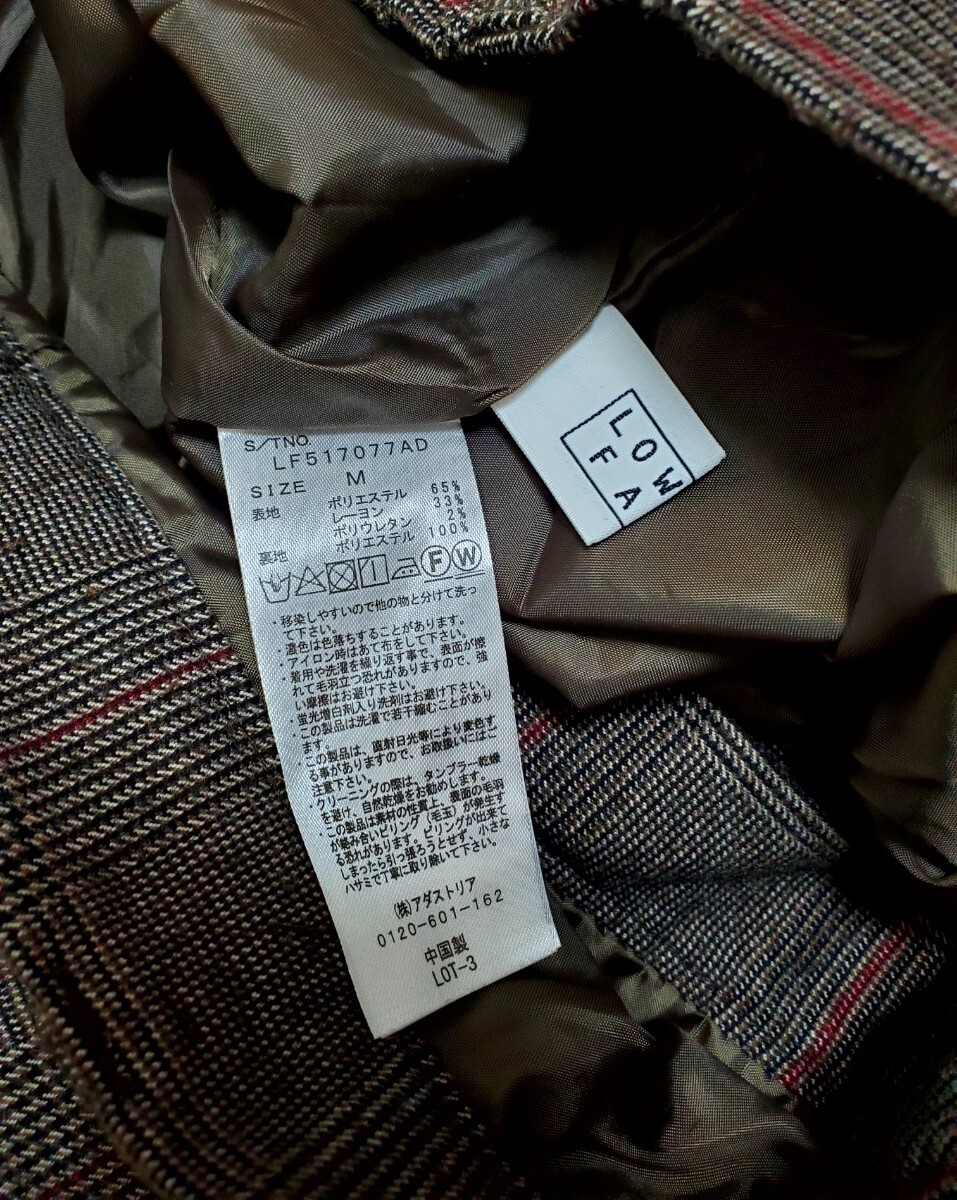 S/TNO.
LF517077AD
SIZE M
表地 ポリエステル 65%
レーヨン 33%
ポリウレタン 2%
裏地 ポリエステル 100%
F W
・移染しやすいので他の物と分けて洗っ
て下さい。
・濃色は色落ちすることがあります。
・アイロン時はあて布をして下さい。
・着用や洗濯を繰り返す事で、表面が擦
れて毛羽立つ恐れがありますので、強
い摩擦はお避け下さい。
・蛍光増白剤入り洗剤はお避け下さい。
・この製品は洗濯で若干縮むことがあり
ます。
この製品は、直射日光等により変色す
る事がありますので、お取扱いにはご
注意下さい。
・クリーニングの際は、タンブラー乾燥
を避け、自然乾燥をお勧めします。
・この製品は素材の性質上、表面の毛羽
が絡み合いピリング(毛玉)が発生す
る恐れがあります。ピリングが出来て
しまったら引っ張ろうとせず、小さな
ハサミで丁寧に取り除いて下さい。
(株)アダストリア
0120-601-162
中国製
LOT-3
LOW
FA